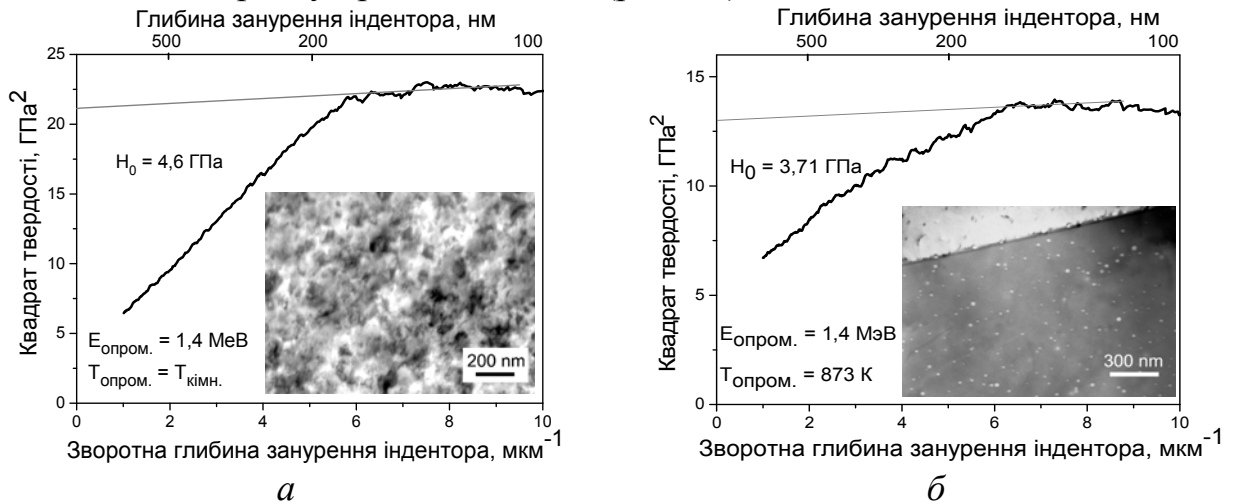 Глибина занурення індентора, нм
500 200 100
25
20
15
10
5
0
Квадрат твердості, ГПа²
H₀ = 4,6 ГПа
Eопром. = 1,4 МеВ
Tопром. = Tкімн.
200 nm
0 2 4 6 8 10
Зворотна глибина занурення індентора, мкм⁻¹
а
Глибина занурення індентора, нм
500 200 100
15
10
5
0
Квадрат твердості, ГПа²
H₀ = 3,71 ГПа
Eопром. = 1,4 МэВ
Tопром. = 873 К
300 nm
0 2 4 6 8 10
Зворотна глибина занурення індентора, мкм⁻¹
б